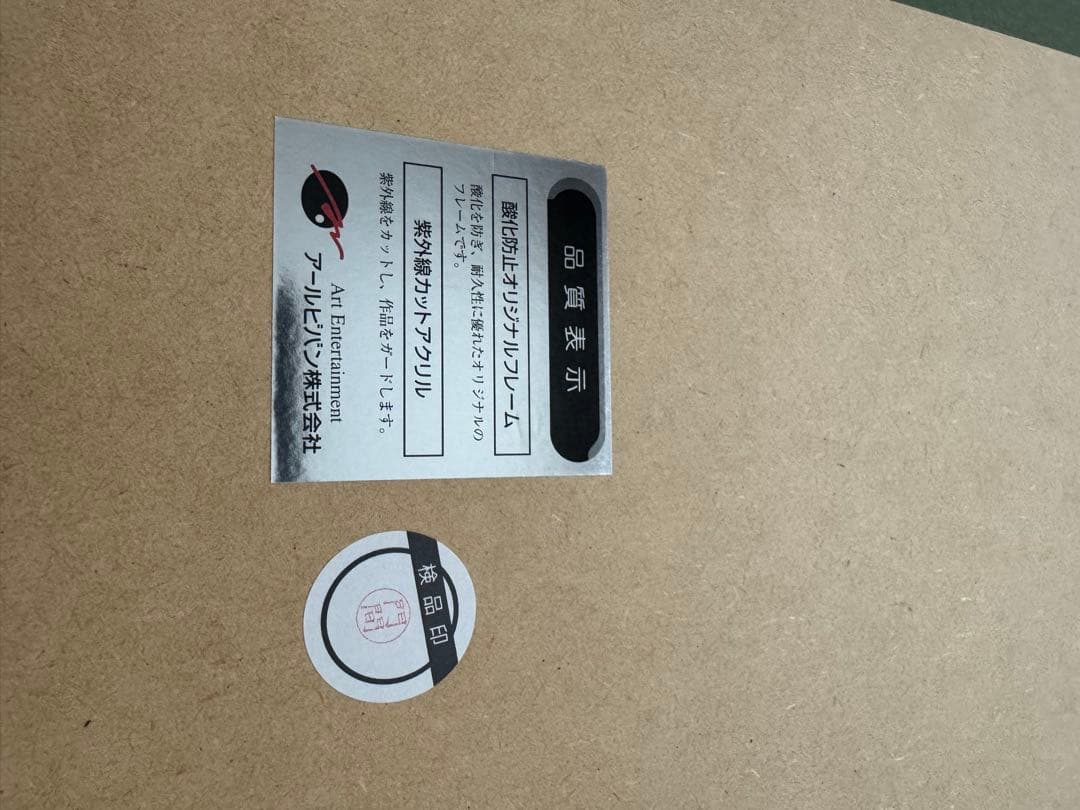 品質表示
酸化防止オリジナルフレーム
酸化を防ぎ、耐久性に優れたオリジナルの
フレームです。
紫外線カットアクリル
紫外線をカットし、作品をガードします。
Art Entertainment
アールビバン株式会社
検品印